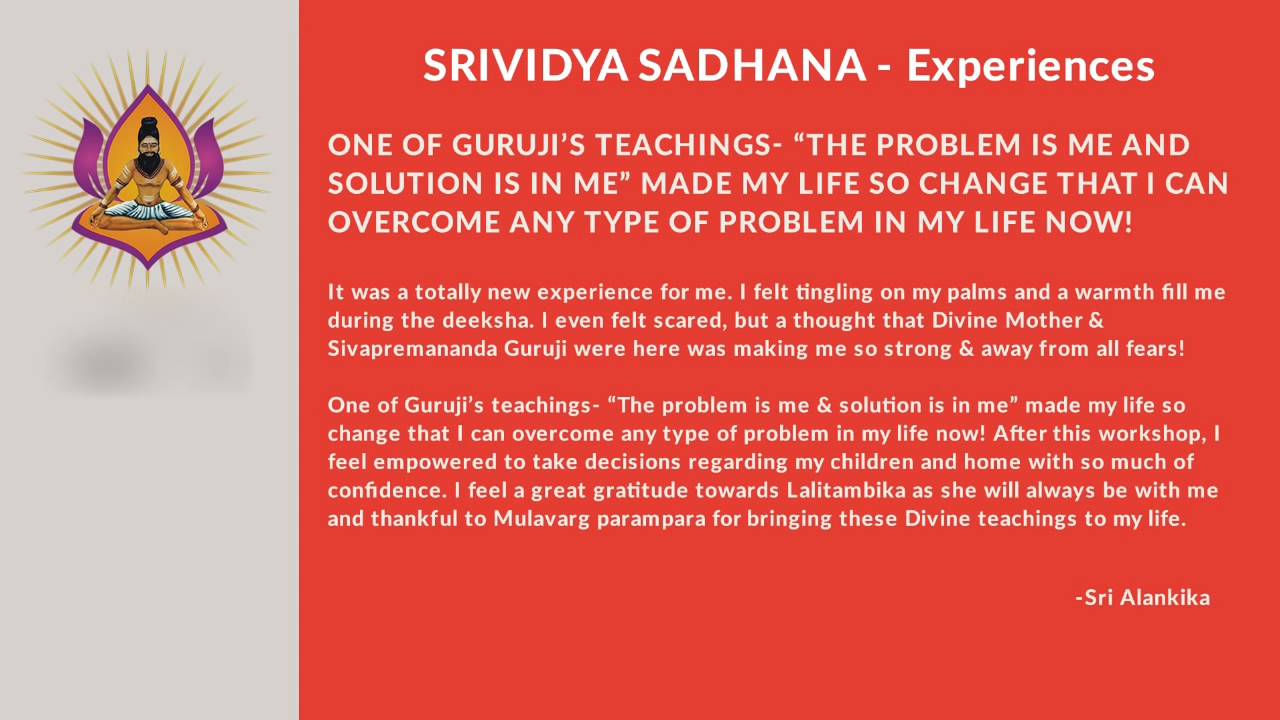 SRIVIDYA SADHANA - Experiences
ONE OF GURUJI’S TEACHINGS- “THE PROBLEM IS ME AND
SOLUTION IS IN ME” MADE MY LIFE SO CHANGE THAT I CAN
OVERCOME ANY TYPE OF PROBLEM IN MY LIFE NOW!
It was a totally new experience for me. I felt tingling on my palms and a warmth fill me
during the deeksha. I even felt scared, but a thought that Divine Mother &
Sivapremananda Guruji were here was making me so strong & away from all fears!
One of Guruji’s teachings- “The problem is me & solution is in me” made my life so
change that I can overcome any type of problem in my life now! After this workshop, I
feel empowered to take decisions regarding my children and home with so much of
confidence. I feel a great gratitude towards Lalitambika as she will always be with me
and thankful to Mulavarg parampara for bringing these Divine teachings to my life.
-Sri Alankika